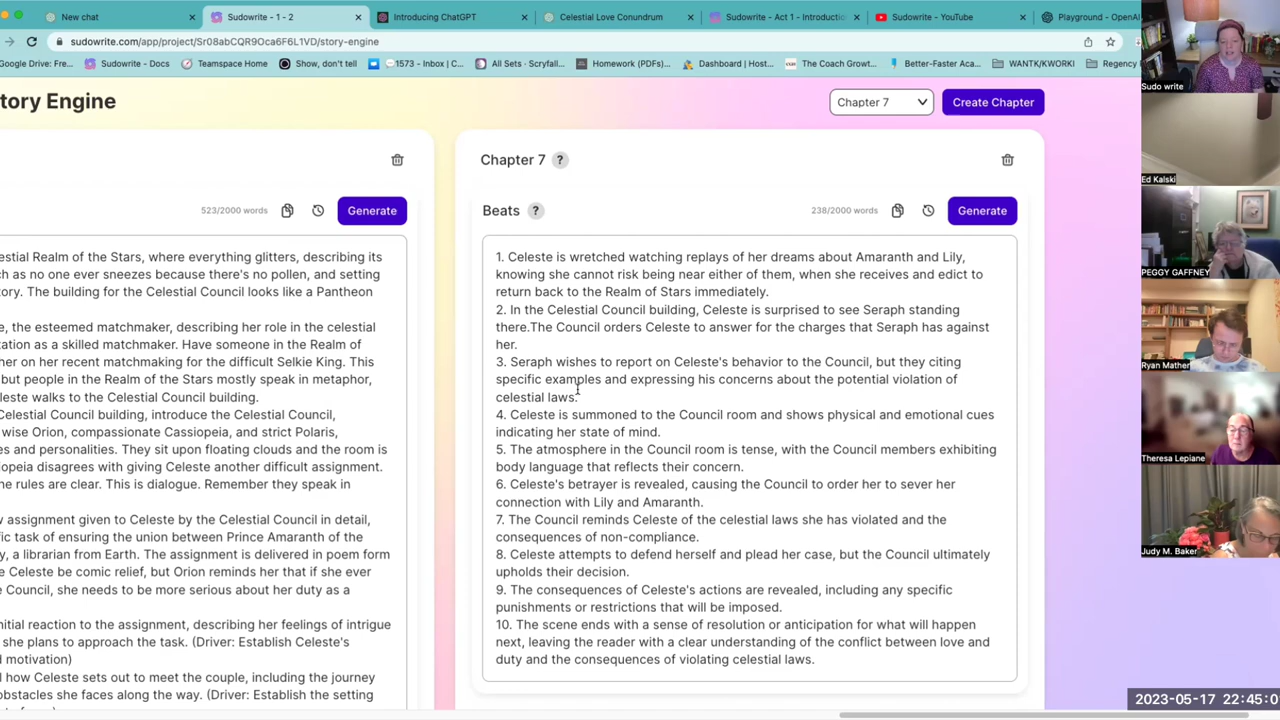 New chat
Sudowrite - 1 - 2
Introducing ChatGPT
Celestial Love Conundrum
Sudowrite - Act 1 - Introductio
Sudowrite - YouTube
Playground - OpenAI
sudowrite.com/app/project/Sr08abCQR9Oca6F6L1VD/story-engine
Google Drive: Fre...
Sudowrite - Docs
Teamspace Home
Show, don't tell
1573 - Inbox | C...
All Sets - Scryfall...
Homework (PDFs)...
Dashboard | Host...
The Coach Growt...
Better-Faster Aca...
WANTK/KWORKI
Regency
tory Engine
Chapter 7
Create Chapter
523/2000 words
Generate
estial Realm of the Stars, where everything glitters, describing its
ch as no one ever sneezes because there's no pollen, and setting
tory. The building for the Celestial Council looks like a Pantheon
e, the esteemed matchmaker, describing her role in the celestial
tation as a skilled matchmaker. Have someone in the Realm of
her on her recent matchmaking for the difficult Selkie King. This
but people in the Realm of the Stars mostly speak in metaphor,
leste walks to the Celestial Council building.
Celestial Council building, introduce the Celestial Council,
wise Orion, compassionate Cassiopeia, and strict Polaris,
es and personalities. They sit upon floating clouds and the room is
iopeia disagrees with giving Celeste another difficult assignment.
he rules are clear. This is dialogue. Remember they speak in
w assignment given to Celeste by the Celestial Council in detail,
fic task of ensuring the union between Prince Amaranth of the
y, a librarian from Earth. The assignment is delivered in poem form
e Celeste be comic relief, but Orion reminds her that if she ever
Council, she needs to be more serious about her duty as a
nitial reaction to the assignment, describing her feelings of intrigue
she plans to approach the task. (Driver: Establish Celeste's
d motivation)
l how Celeste sets out to meet the couple, including the journey
obstacles she faces along the way. (Driver: Establish the setting
Chapter 7
Beats
238/2000 words
Generate
1. Celeste is wretched watching replays of her dreams about Amaranth and Lily,
knowing she cannot risk being near either of them, when she receives and edict to
return back to the Realm of Stars immediately.
2. In the Celestial Council building, Celeste is surprised to see Seraph standing
there.The Council orders Celeste to answer for the charges that Seraph has against
her.
3. Seraph wishes to report on Celeste's behavior to the Council, but they citing
specific examples and expressing his concerns about the potential violation of
celestial laws.
4. Celeste is summoned to the Council room and shows physical and emotional cues
indicating her state of mind.
5. The atmosphere in the Council room is tense, with the Council members exhibiting
body language that reflects their concern.
6. Celeste's betrayer is revealed, causing the Council to order her to sever her
connection with Lily and Amaranth.
7. The Council reminds Celeste of the celestial laws she has violated and the
consequences of non-compliance.
8. Celeste attempts to defend herself and plead her case, but the Council ultimately
upholds their decision.
9. The consequences of Celeste's actions are revealed, including any specific
punishments or restrictions that will be imposed.
10. The scene ends with a sense of resolution or anticipation for what will happen
next, leaving the reader with a clear understanding of the conflict between love and
duty and the consequences of violating celestial laws.
Sudo write
Ed Kalski
PEGGY GAFFNEY
Ryan Mather
Theresa Lepiane
Judy M. Baker
2023-05-17 22:45:0